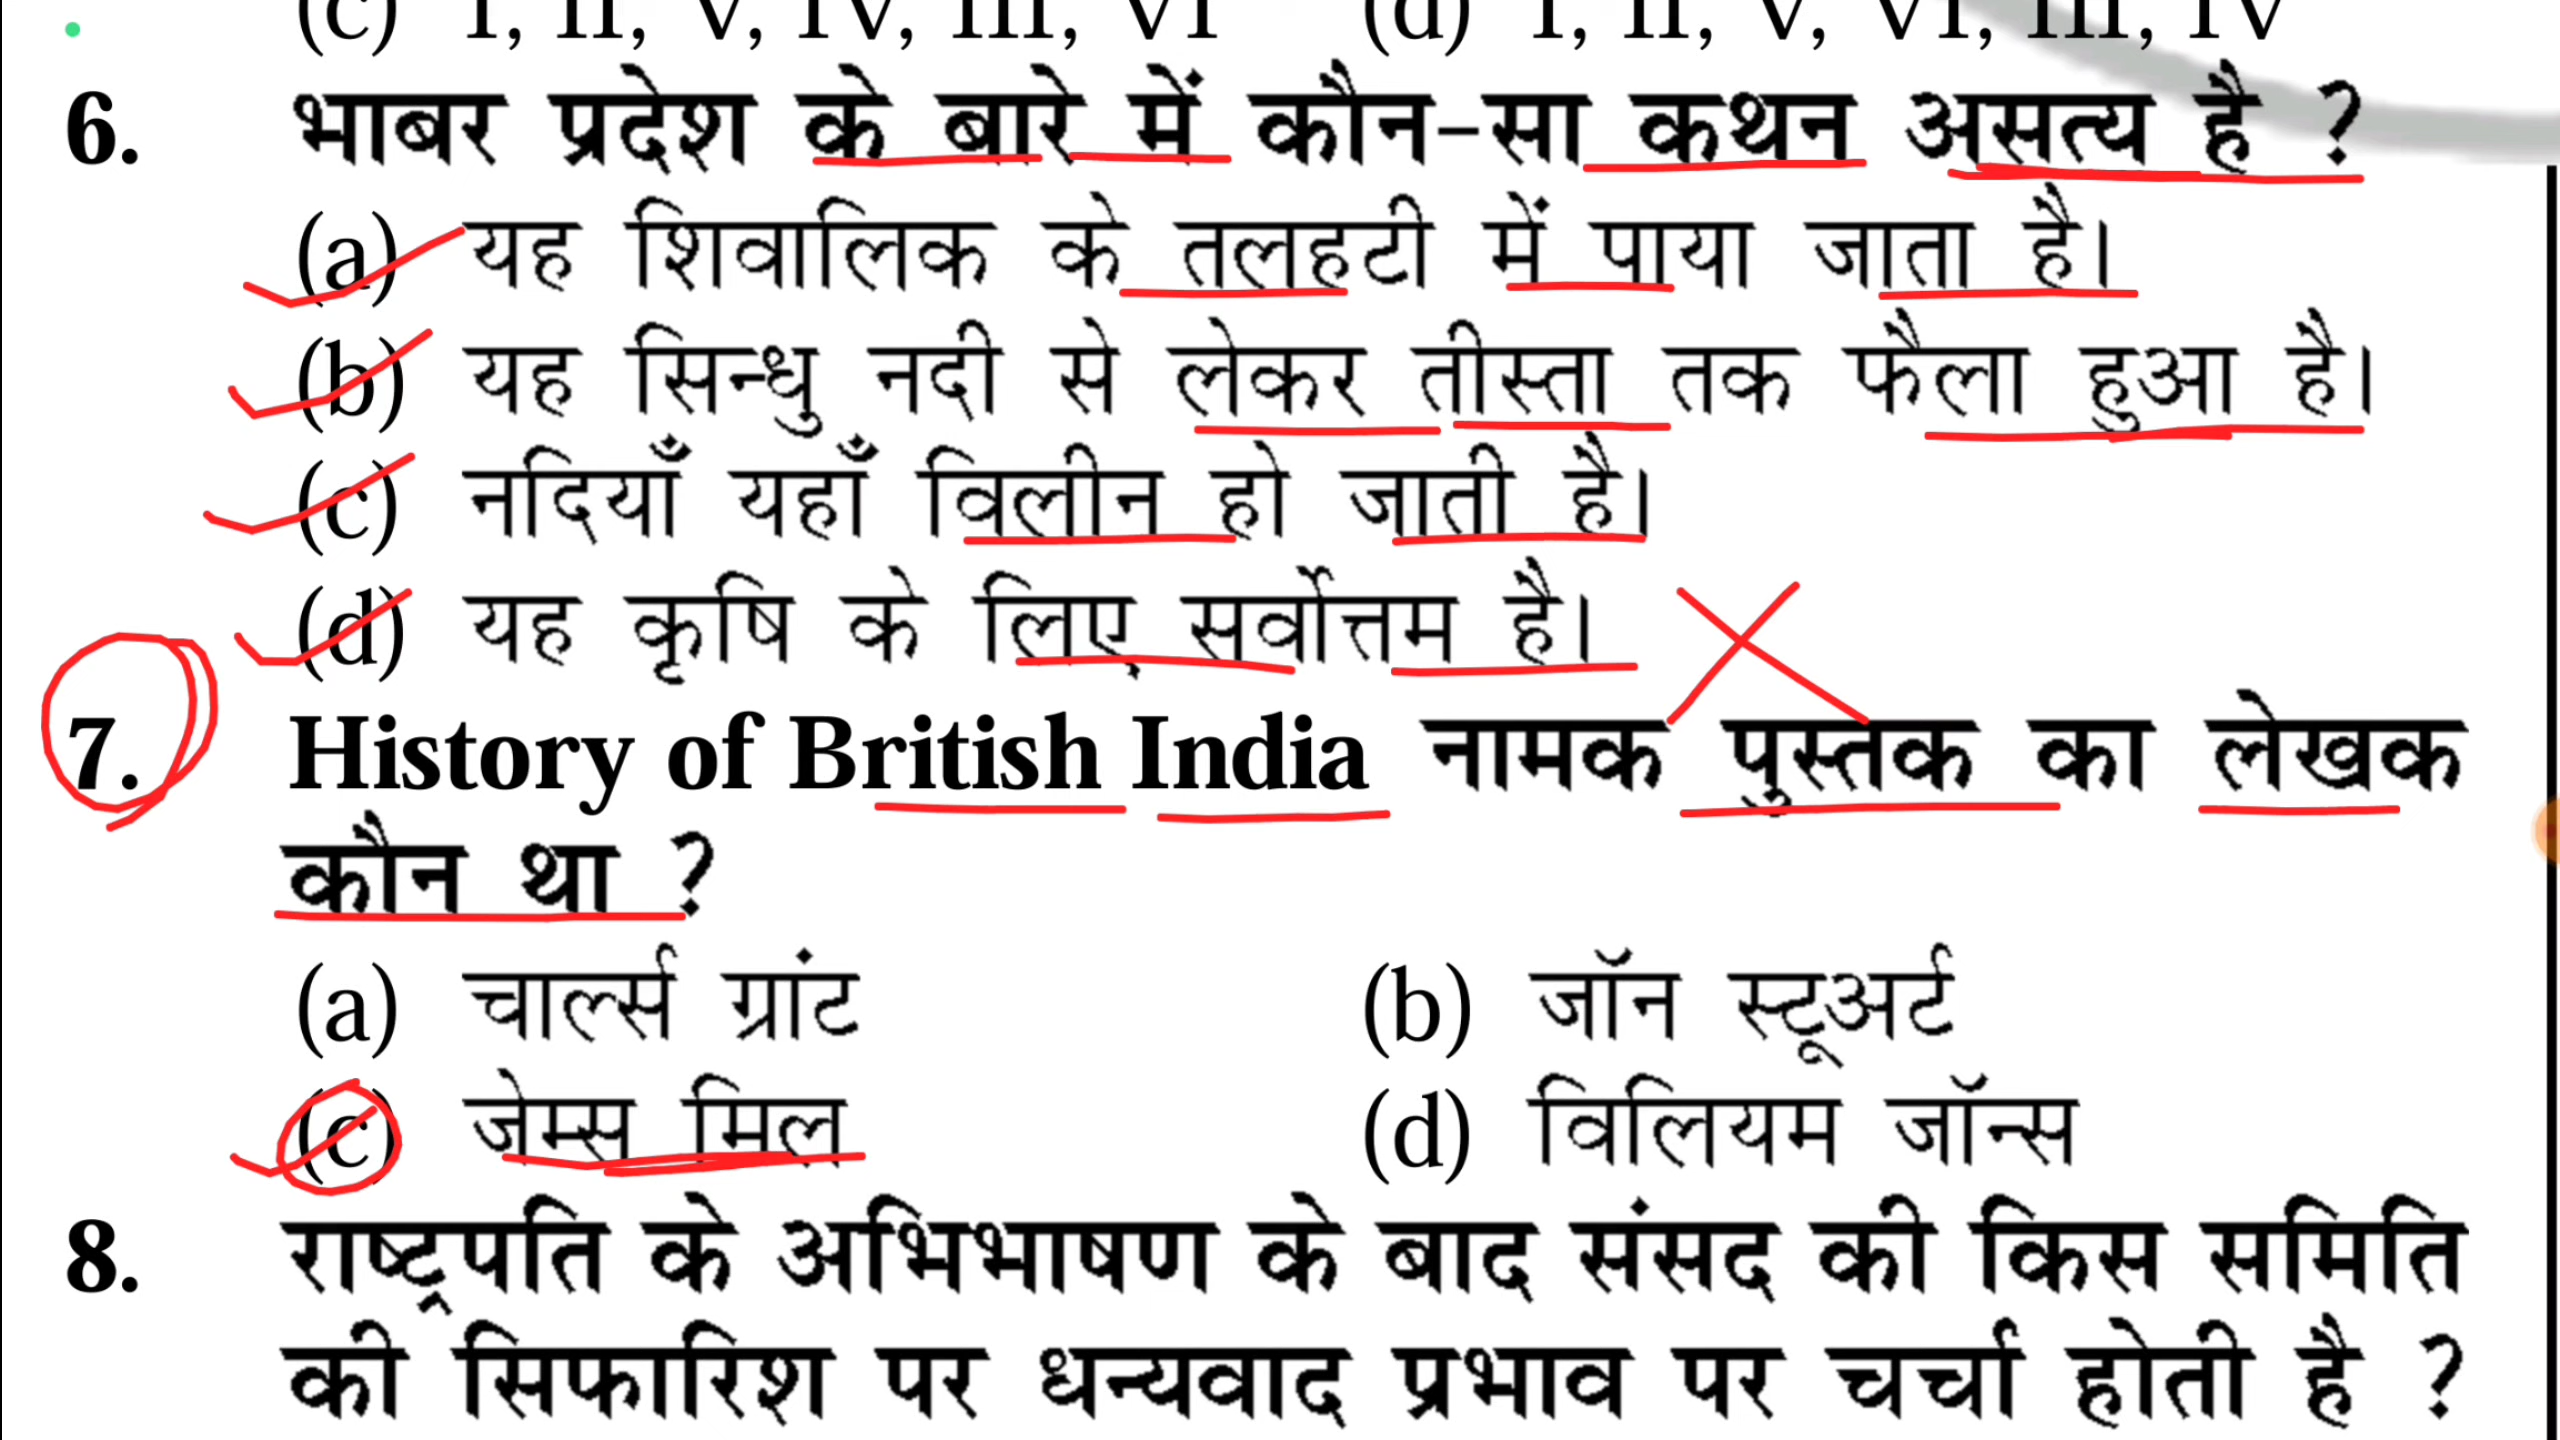 (c) I, II, V, IV, III, VI (d) I, II, V, VI, III, IV
6. भाबर प्रदेश के बारे में कौन-सा कथन असत्य है ?
(a) यह शिवालिक के तलहटी में पाया जाता है।
(b) यह सिन्धु नदी से लेकर तीस्ता तक फैला हुआ है।
(c) नदियाँ यहाँ विलीन हो जाती है।
(d) यह कृषि के लिए सर्वोत्तम है।
7. History of British India नामक पुस्तक का लेखक
कौन था ?
(a) चार्ल्स ग्रांट (b) जॉन स्टूअर्ट
(c) जेम्स मिल (d) विलियम जॉन्स
8. राष्ट्रपति के अभिभाषण के बाद संसद की किस समिति
की सिफारिश पर धन्यवाद प्रभाव पर चर्चा होती है ?